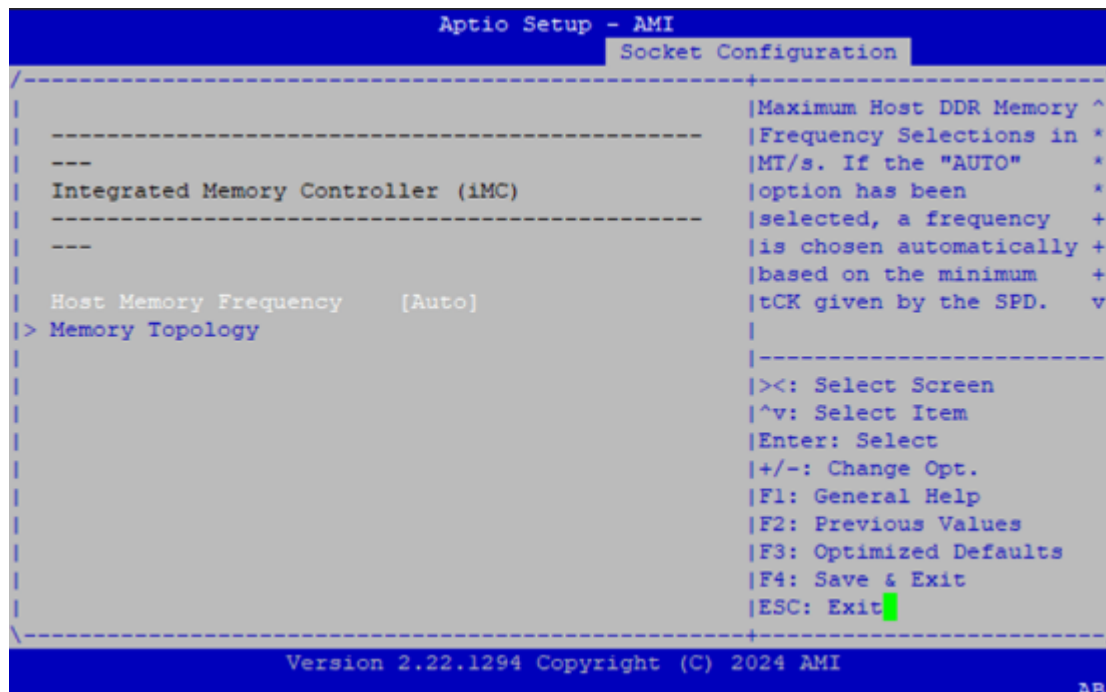 Aptio Setup - AMI
Socket Configuration
/----------------------------------------------------+-------------------------
| |Maximum Host DDR Memory ^
| ----------------------------------------------- |Frequency Selections in *
| --- |MT/s. If the "AUTO" *
| Integrated Memory Controller (iMC) |option has been *
| ----------------------------------------------- |selected, a frequency +
| --- |is chosen automatically +
| |based on the minimum +
| Host Memory Frequency [Auto] |tCK given by the SPD. v
|> Memory Topology |
| |-------------------------
| |><: Select Screen
| |^v: Select Item
| |Enter: Select
| |+/-: Change Opt.
| |F1: General Help
| |F2: Previous Values
| |F3: Optimized Defaults
| |F4: Save & Exit
| |ESC: Exit
\----------------------------------------------------+-------------------------
Version 2.22.1294 Copyright (C) 2024 AMI
AB